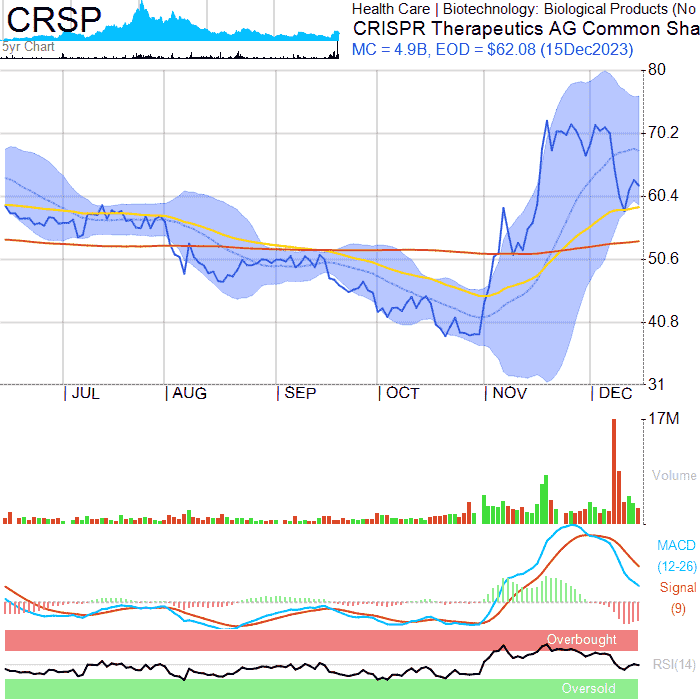 CRSP
5yr Chart
Health Care | Biotechnology: Biological Products (No
CRISPR Therapeutics AG Common Sha
MC = 4.9B, EOD = $62.08 (15Dec2023)
80
70.2
60.4
50.6
40.8
31
JUL
AUG
SEP
OCT
NOV
DEC
17M
Volume
MACD
(12-26)
Signal
(9)
Overbought
RSI(14)
Oversold